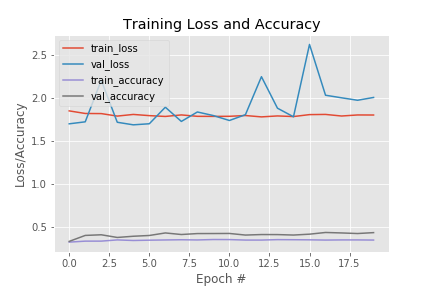 Training Loss and Accuracy
train_loss
val_loss
train_accuracy
val_accuracy
Loss/Accuracy
2.5
2.0
1.5
1.0
0.5
0.0 2.5 5.0 7.5 10.0 12.5 15.0 17.5
Epoch #